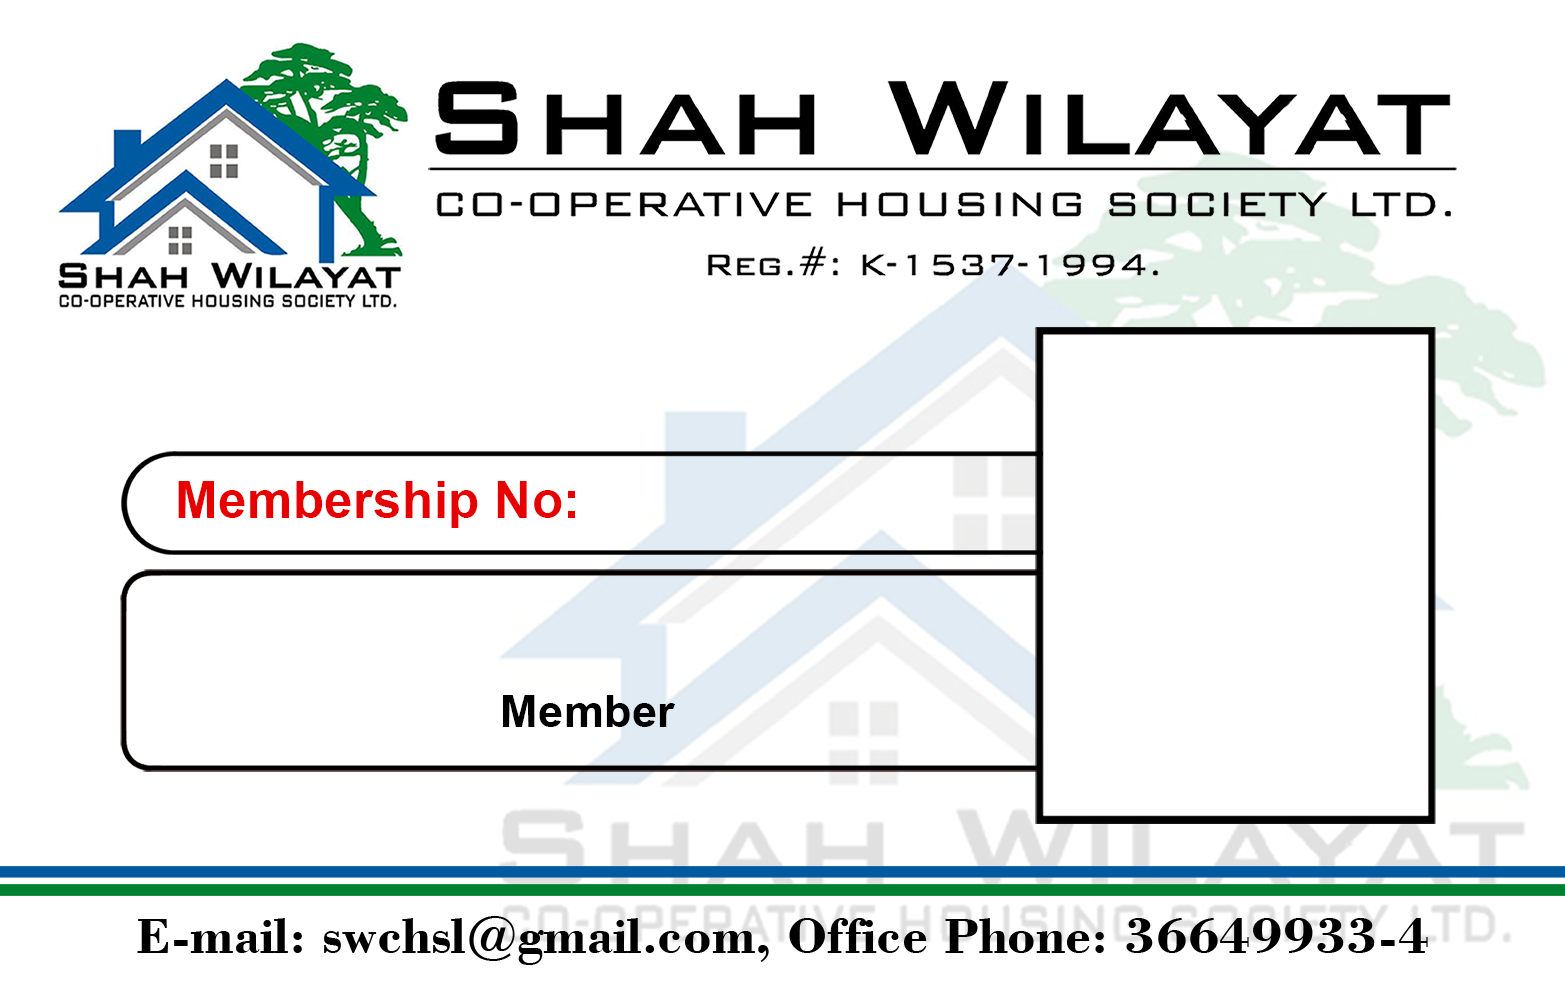 SHAH WILAYAT
CO-OPERATIVE HOUSING SOCIETY LTD.
REG.#: K-1537-1994.
SHAH WILAYAT
CO-OPERATIVE HOUSING SOCIETY LTD.
Membership No:
Member
SHAH WILAYAT
CO-OPERATIVE HOUSING SOCIETY LTD.
E-mail: swchsl@gmail.com, Office Phone: 36649933-4